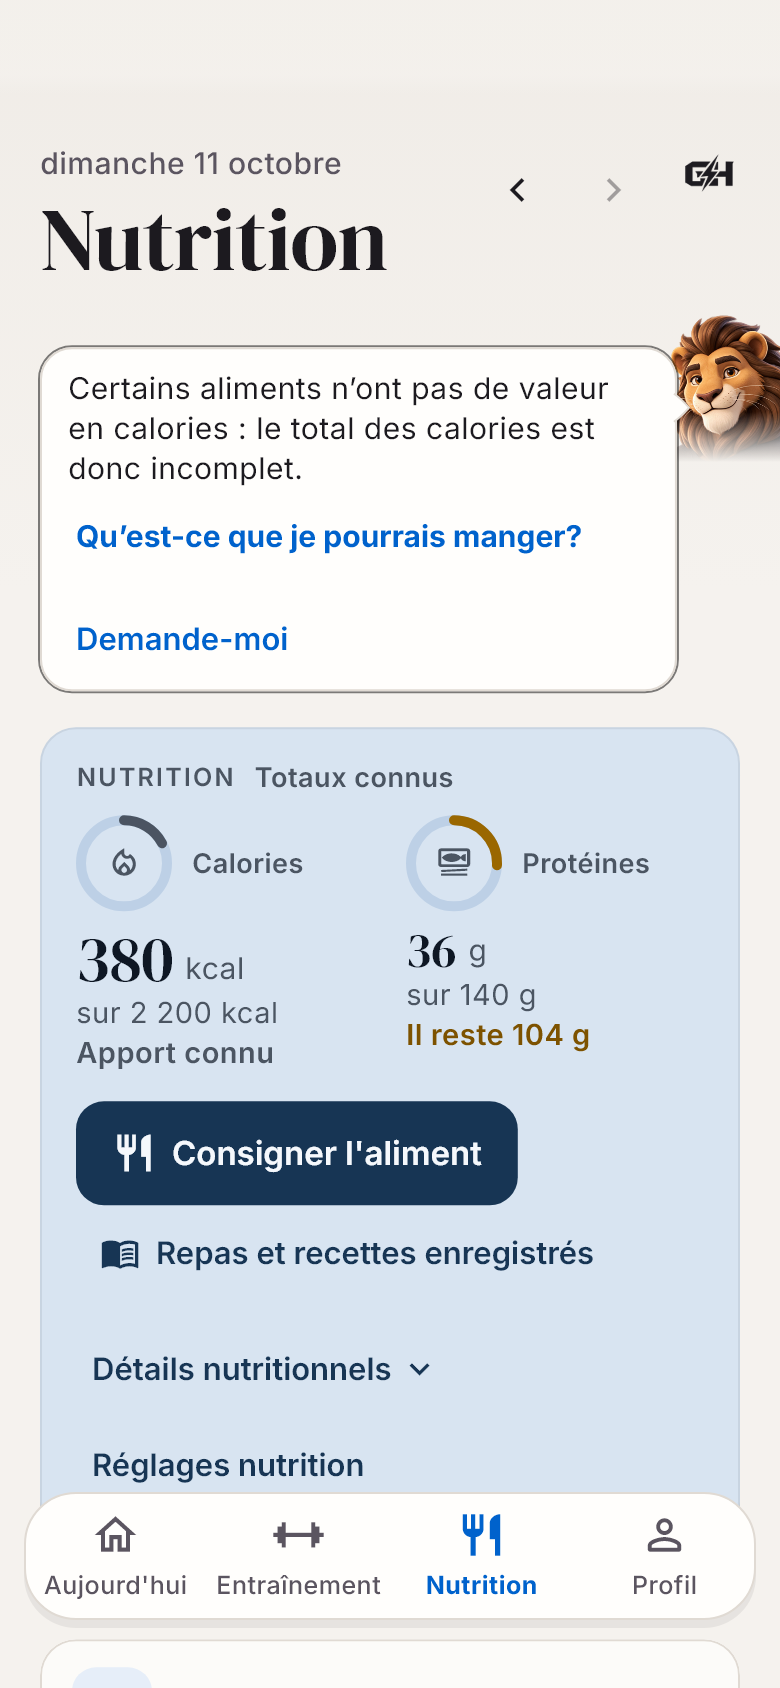 dimanche 11 octobre
GH
Nutrition
Certains aliments n’ont pas de valeur
en calories : le total des calories est
donc incomplet.
Qu’est-ce que je pourrais manger?
Demande-moi
NUTRITION Totaux connus
Calories
Protéines
380 kcal
sur 2 200 kcal
Apport connu
36 g
sur 140 g
Il reste 104 g
Consigner l'aliment
Repas et recettes enregistrés
Détails nutritionnels
Réglages nutrition
Aujourd'hui
Entraînement
Nutrition
Profil